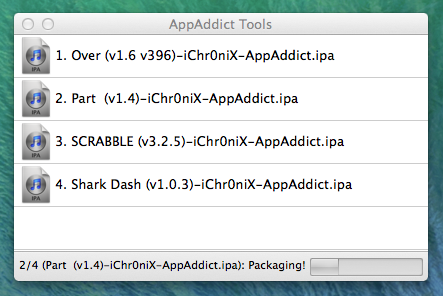 AppAddict Tools
IPA 1. Over (v1.6 v396)-iChr0niX-AppAddict.ipa
IPA 2. Part  (v1.4)-iChr0niX-AppAddict.ipa
IPA 3. SCRABBLE (v3.2.5)-iChr0niX-AppAddict.ipa
IPA 4. Shark Dash (v1.0.3)-iChr0niX-AppAddict.ipa
2/4 (Part  (v1.4)-iChr0niX-AppAddict.ipa): Packaging!